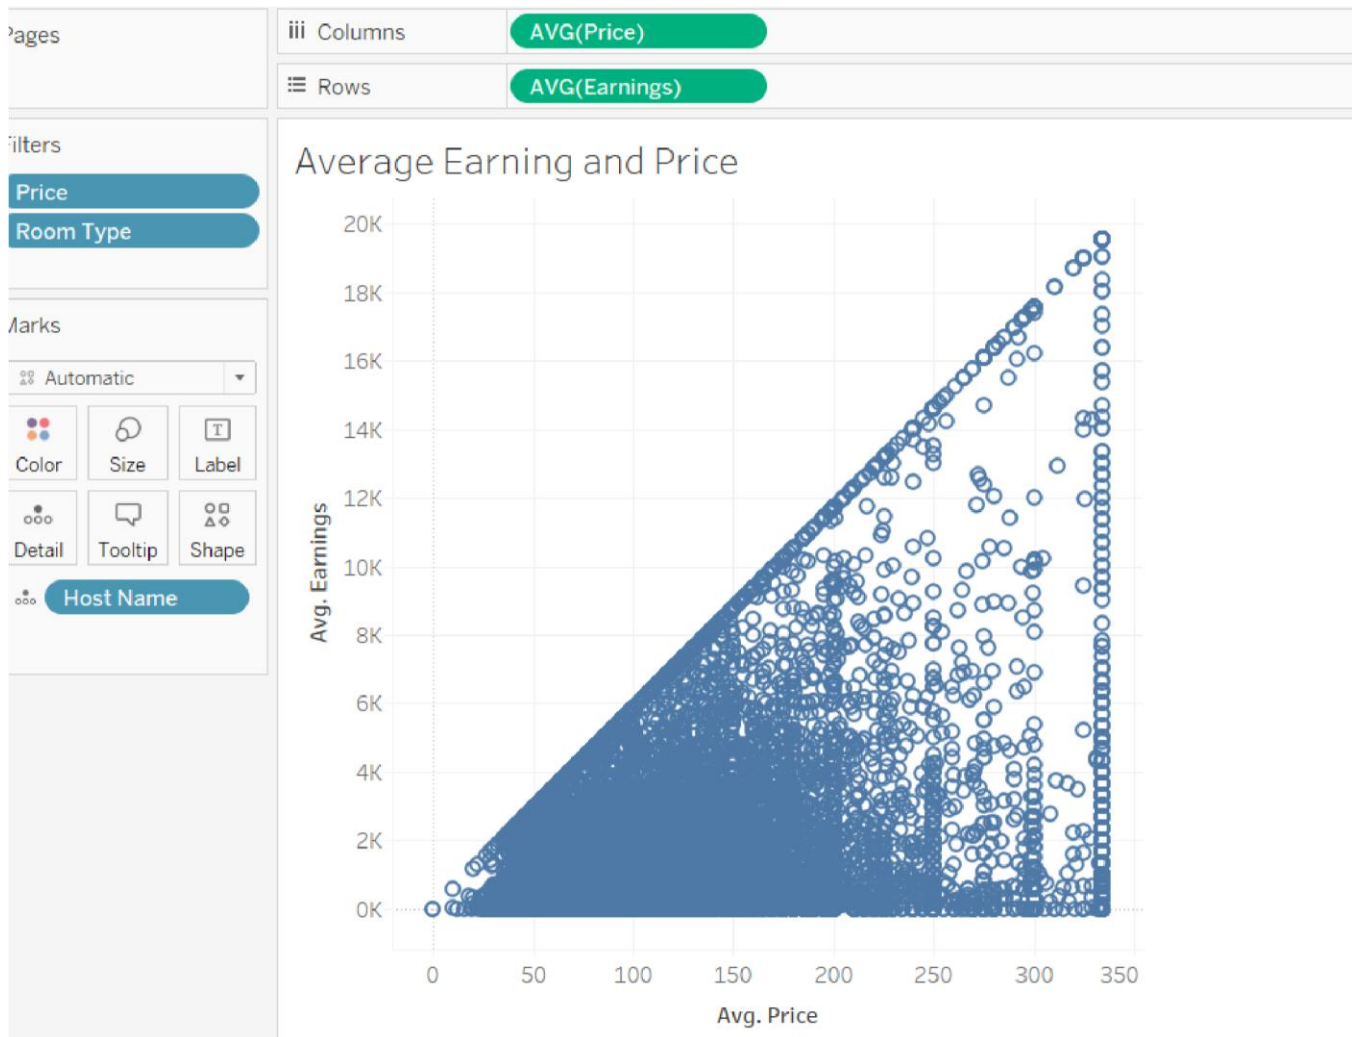 Pages
iii Columns
AVG(Price)
Rows
AVG(Earnings)
Filters
Price
Room Type
Marks
Automatic
Color
Size
Label
Detail
Tooltip
Shape
Host Name
Average Earning and Price
20K
18K
16K
14K
12K
10K
8K
6K
4K
2K
0K
Avg. Earnings
0 50 100 150 200 250 300 350
Avg. Price